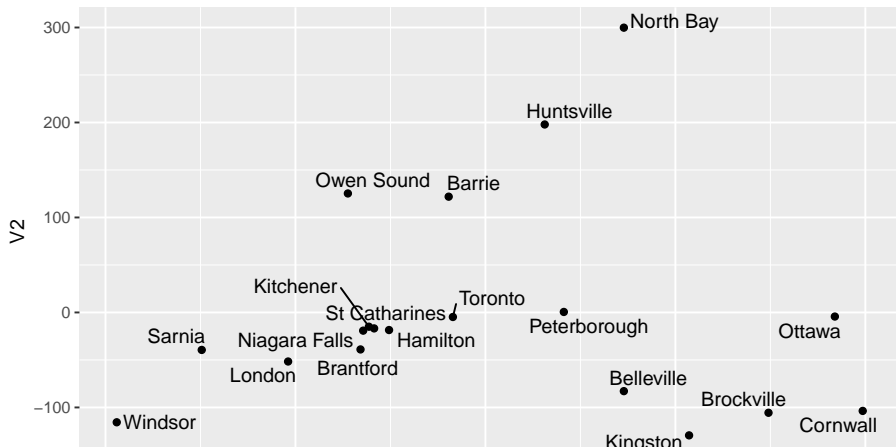 300
North Bay
Huntsville
200
Owen Sound
Barrie
V2
100
Kitchener
Toronto
St Catharines
0
Peterborough
Ottawa
Sarnia
Niagara Falls
Hamilton
London
Brantford
Belleville
Brockville
−100
Windsor
Cornwall
Kingston